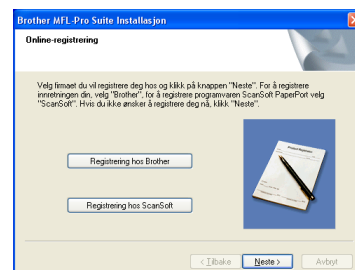 Brother MFL-Pro Suite Installasjon
Online-registrering
Velg firmaet du vil registrere deg hos og klikk på knappen "Neste". For å registrere
innretningen din, velg "Brother", for å registrere programvaren ScanSoft PaperPort velg
"ScanSoft". Hvis du ikke ønsker å registrere deg nå, klikk "Neste".
Registrering hos Brother
Registrering hos ScanSoft
< Tilbake Neste > Avbryt